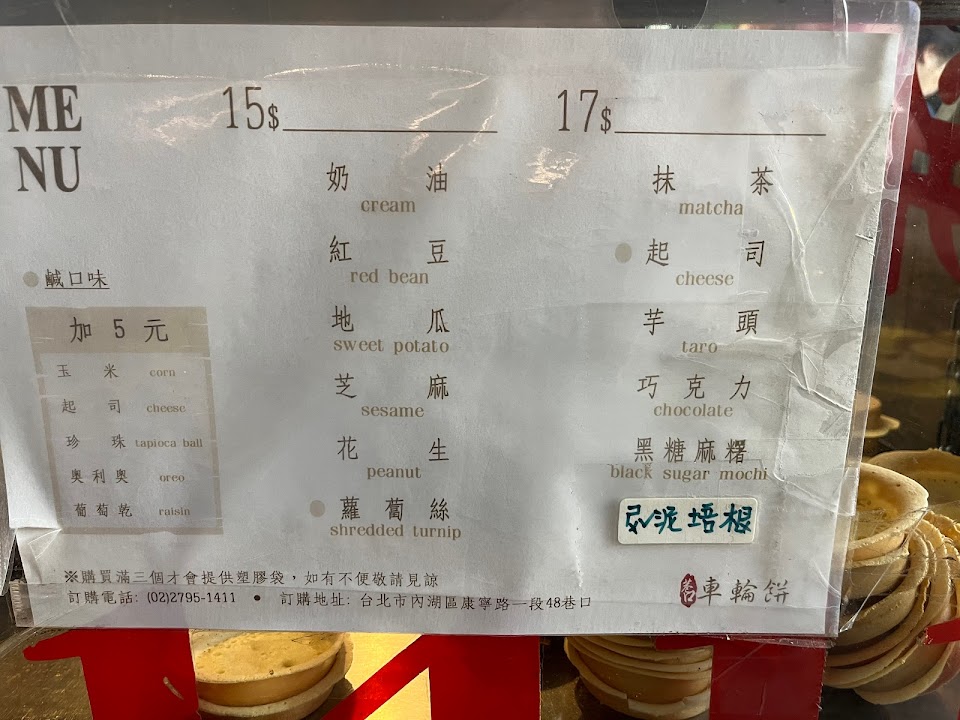 ME
NU
鹹口味
加5元
玉米 corn
起司 cheese
珍珠 tapioca ball
奧利奧 oreo
葡萄乾 raisin
15$
奶油
cream
紅豆
red bean
地瓜
sweet potato
芝麻
sesame
花生
peanut
蘿蔔絲
shredded turnip
17$
抹茶
matcha
起司
cheese
芋頭
taro
巧克力
chocolate
黑糖麻糬
black sugar mochi
泥培根
※購買滿三個才會提供塑膠袋,如有不便敬請見諒
訂購電話: (02)2795-1411 ● 訂購地址: 台北市內湖區康寧路一段48巷口
車輪餅